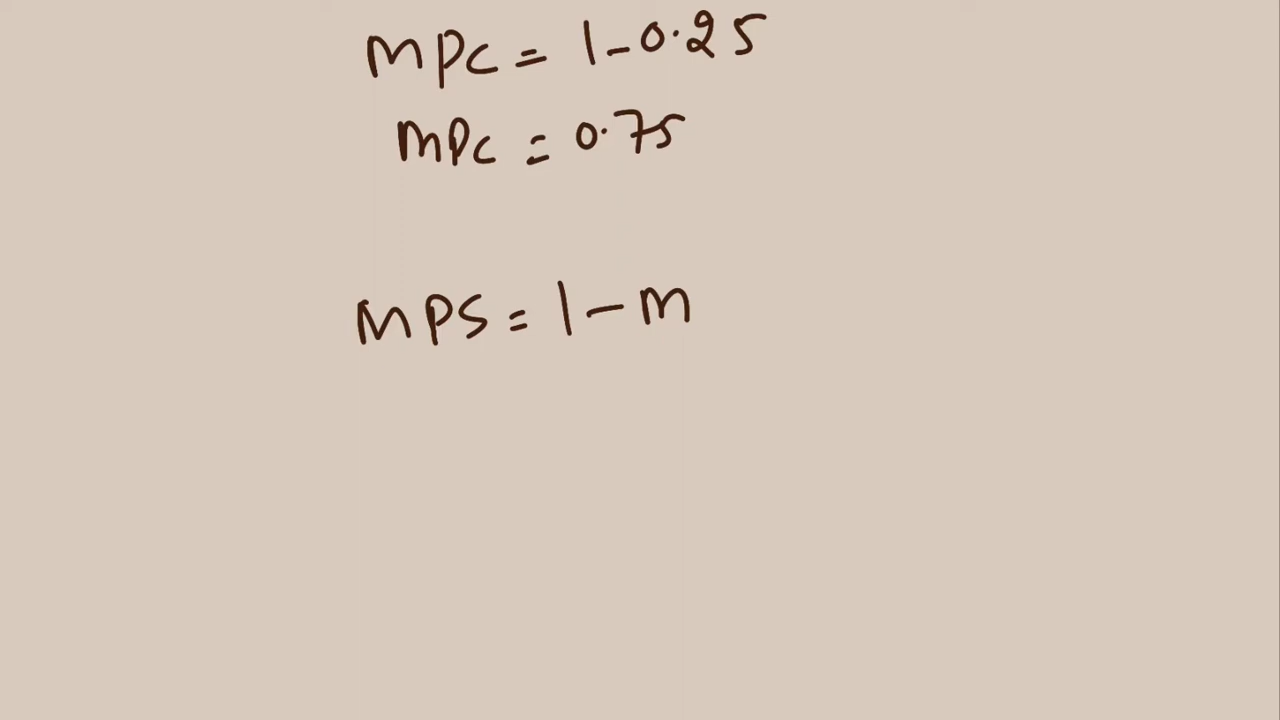 MPC = 1 - 0.25
MPC = 0.75
MPS = 1 - M